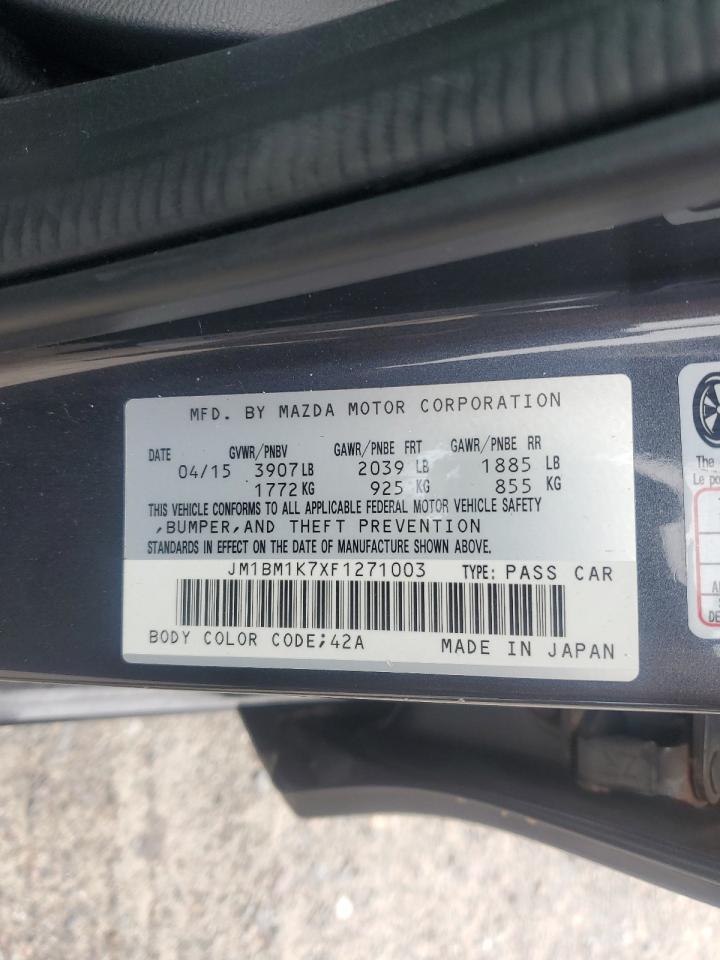 MFD. BY MAZDA MOTOR CORPORATION
DATE GVWR/PNBV GAWR/PNBE FRT GAWR/PNBE RR
04/15 3907LB 2039 LB 1885 LB
1772KG 925 KG 855 KG
THIS VEHICLE CONFORMS TO ALL APPLICABLE FEDERAL MOTOR VEHICLE SAFETY
,BUMPER,AND THEFT PREVENTION
STANDARDS IN EFFECT ON THE DATE OF MANUFACTURE SHOWN ABOVE.
JM1BM1K7XF1271003 TYPE: PASS CAR
BODY COLOR CODE;42A MADE IN JAPAN
The
Le po